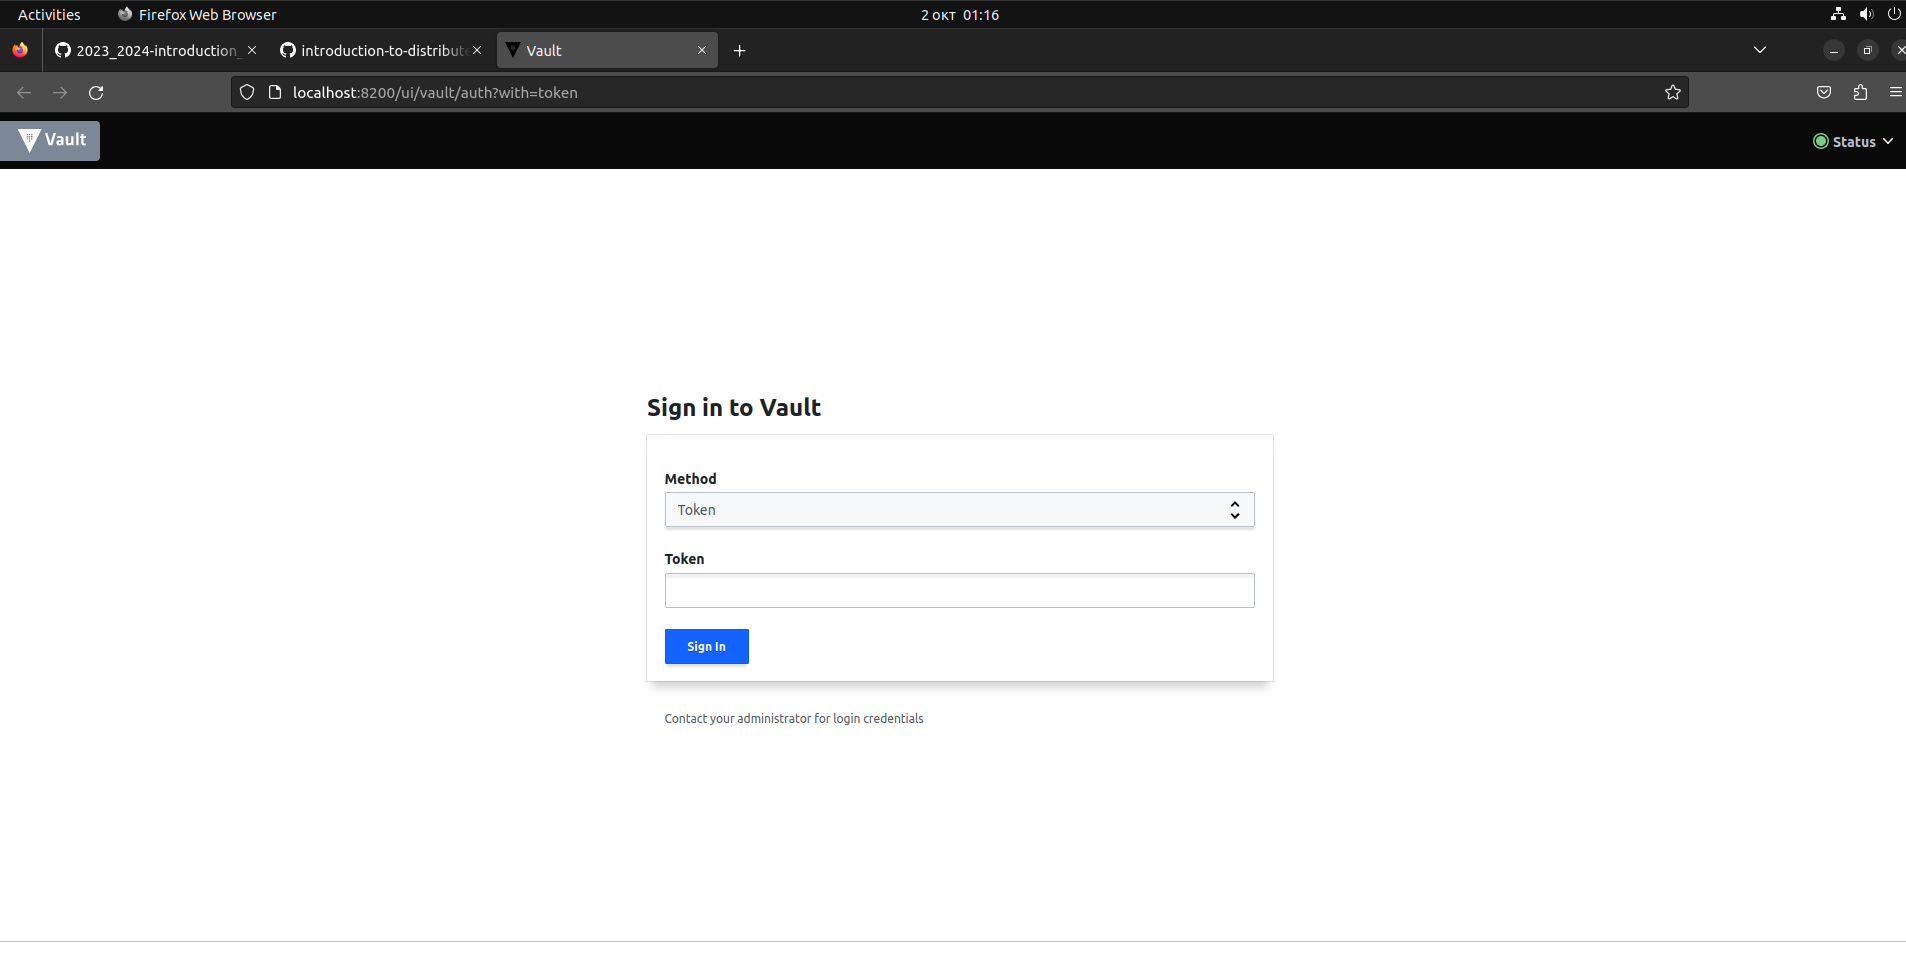 Activities Firefox Web Browser 2 окт 01:16
2023_2024-introduction_ introduction-to-distribute Vault
localhost:8200/ui/vault/auth?with=token
Vault Status
Sign in to Vault
Method
Token
Token
Sign In
Contact your administrator for login credentials